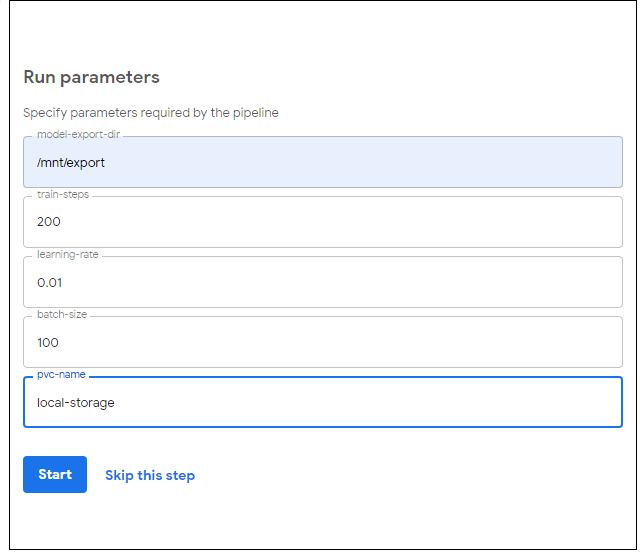 Run parameters
Specify parameters required by the pipeline
model-export-dir
/mnt/export
train-steps
200
learning-rate
0.01
batch-size
100
pvc-name
local-storage
Start Skip this step